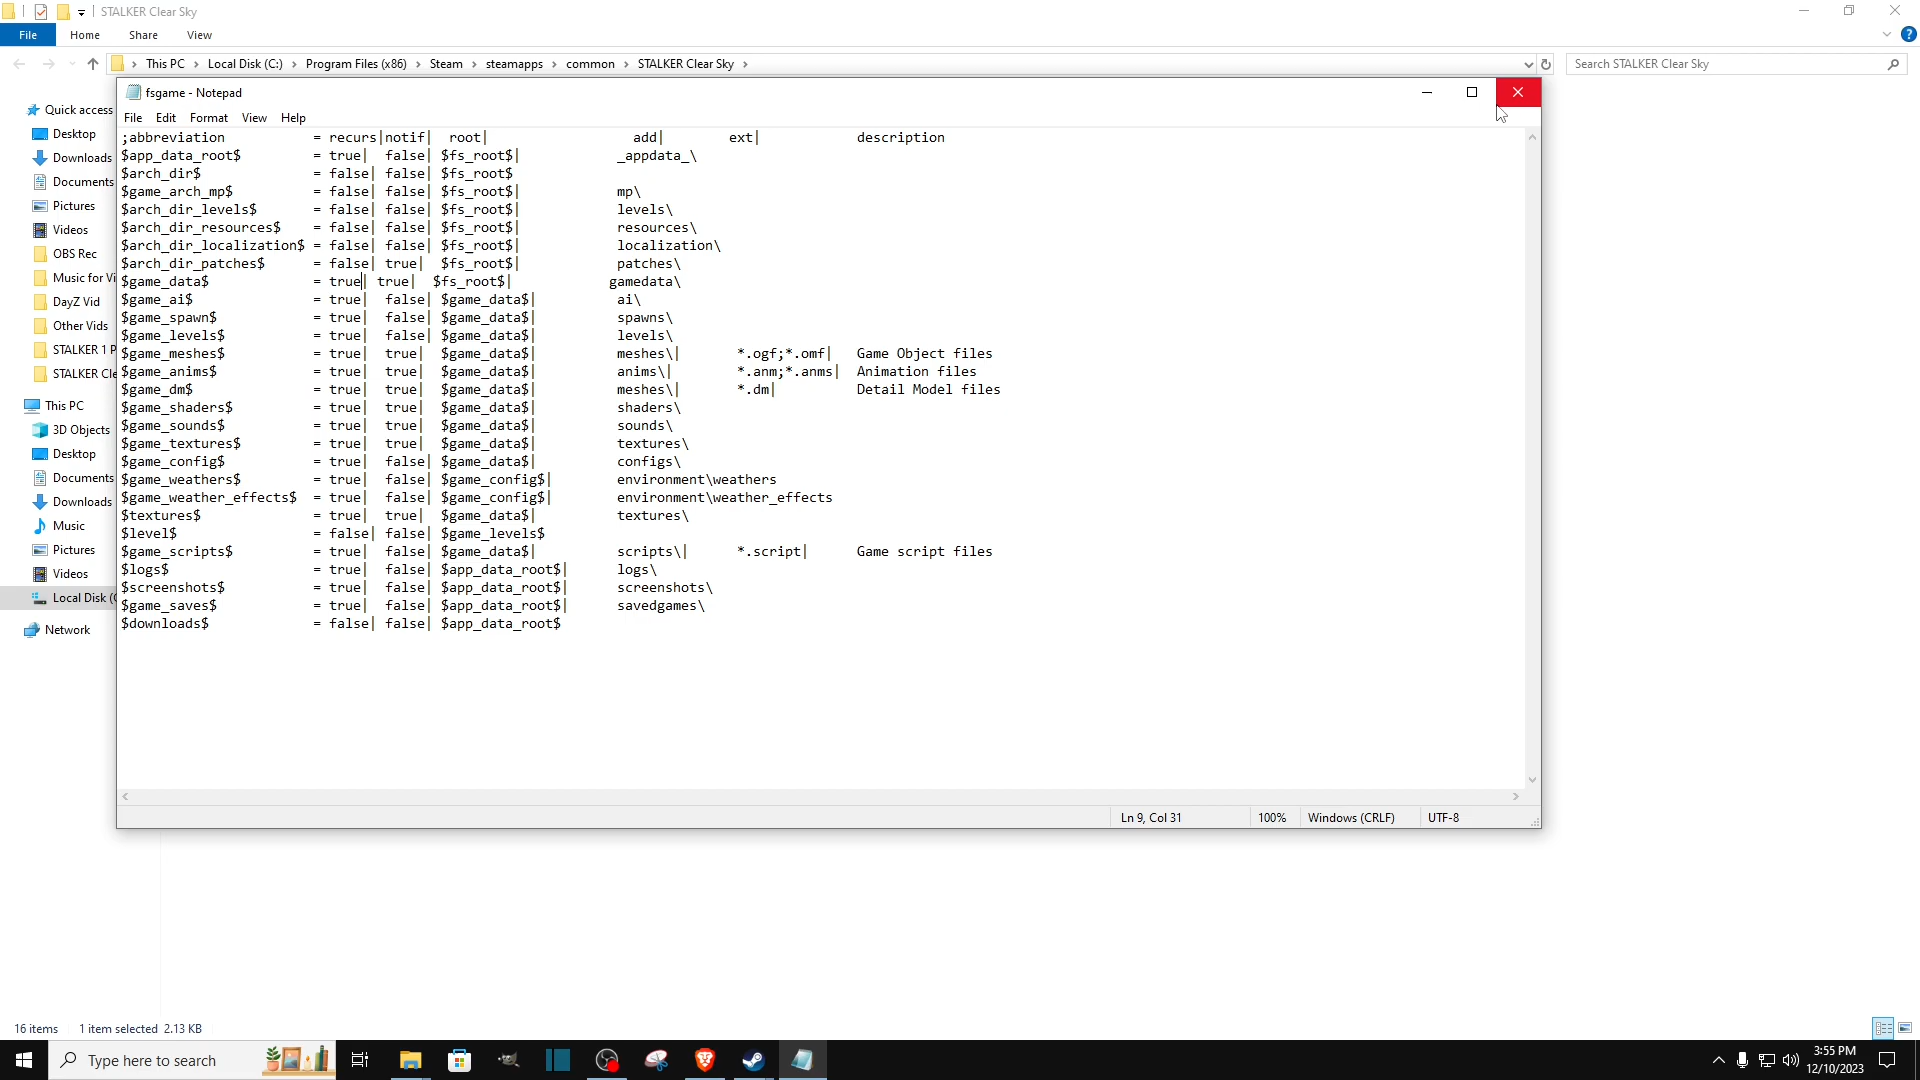 STALKER Clear Sky
File Home Share View
This PC > Local Disk (C:) > Program Files (x86) > Steam > steamapps > common > STALKER Clear Sky >
Search STALKER Clear Sky
Quick access
Desktop
Downloads
Documents
Pictures
Videos
OBS Rec
Music for Vi
DayZ Vid
Other Vids
STALKER 1 P
STALKER Cle
This PC
3D Objects
Desktop
Documents
Downloads
Music
Pictures
Videos
Local Disk (
Network
fsgame - Notepad
File Edit Format View Help
;abbreviation = recurs|notif| root| add| ext| description
$app_data_root$ = true| false| $fs_root$| _appdata_\
$arch_dir$ = false| false| $fs_root$
$game_arch_mp$ = false| false| $fs_root$| mp\
$arch_dir_levels$ = false| false| $fs_root$| levels\
$arch_dir_resources$ = false| false| $fs_root$| resources\
$arch_dir_localization$ = false| false| $fs_root$| localization\
$arch_dir_patches$ = false| true| $fs_root$| patches\
$game_data$ = true| true| $fs_root$| gamedata\
$game_ai$ = true| false| $game_data$| ai\
$game_spawn$ = true| false| $game_data$| spawns\
$game_levels$ = true| false| $game_data$| levels\
$game_meshes$ = true| true| $game_data$| meshes\| *.ogf;*.omf| Game Object files
$game_anims$ = true| true| $game_data$| anims\| *.anm;*.anms| Animation files
$game_dm$ = true| true| $game_data$| meshes\| *.dm| Detail Model files
$game_shaders$ = true| true| $game_data$| shaders\
$game_sounds$ = true| true| $game_data$| sounds\
$game_textures$ = true| true| $game_data$| textures\
$game_config$ = true| false| $game_data$| configs\
$game_weathers$ = true| false| $game_config$| environment\weathers
$game_weather_effects$ = true| false| $game_config$| environment\weather_effects
$textures$ = true| true| $game_data$| textures\
$level$ = false| false| $game_levels$
$game_scripts$ = true| false| $game_data$| scripts\| *.script| Game script files
$logs$ = true| false| $app_data_root$| logs\
$screenshots$ = true| false| $app_data_root$| screenshots\
$game_saves$ = true| false| $app_data_root$| savedgames\
$downloads$ = false| false| $app_data_root$
Ln 9, Col 31 100% Windows (CRLF) UTF-8
16 items 1 item selected 2.13 KB
Type here to search
3:55 PM
12/10/2023